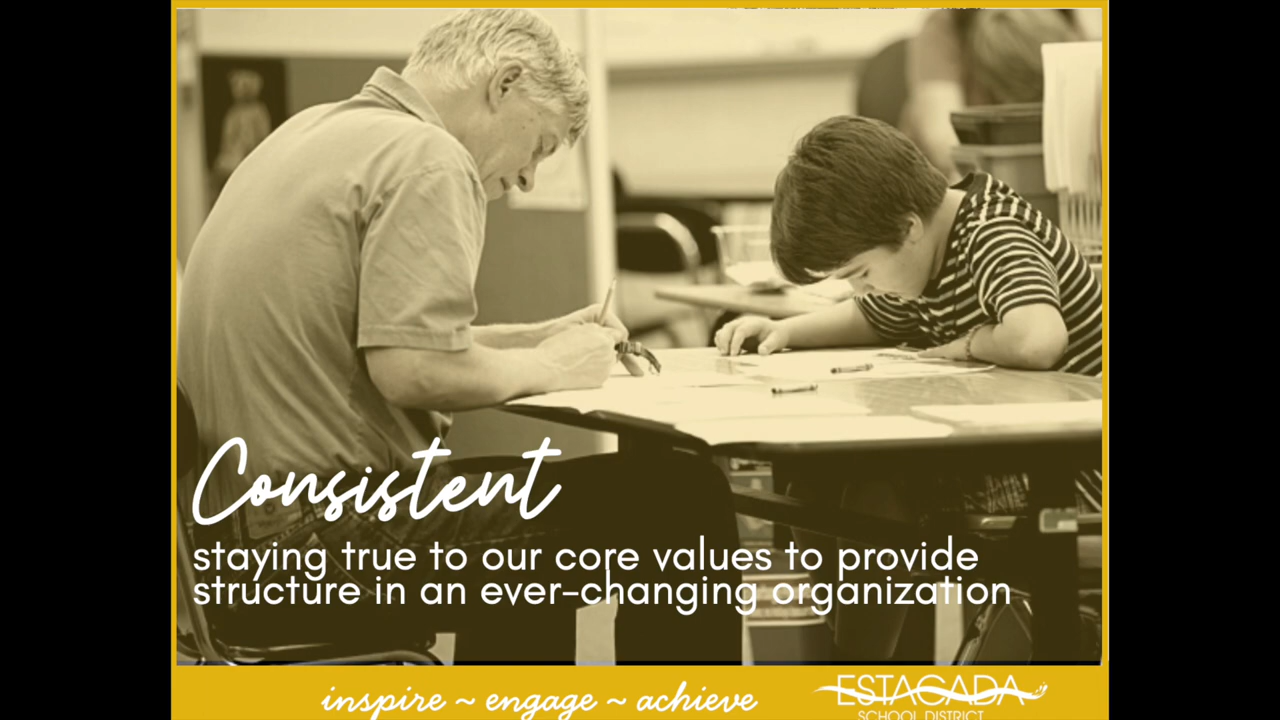 Consistent
staying true to our core values to provide
structure in an ever-changing organization
inspire ~ engage ~ achieve
ESTACADA
SCHOOL DISTRICT